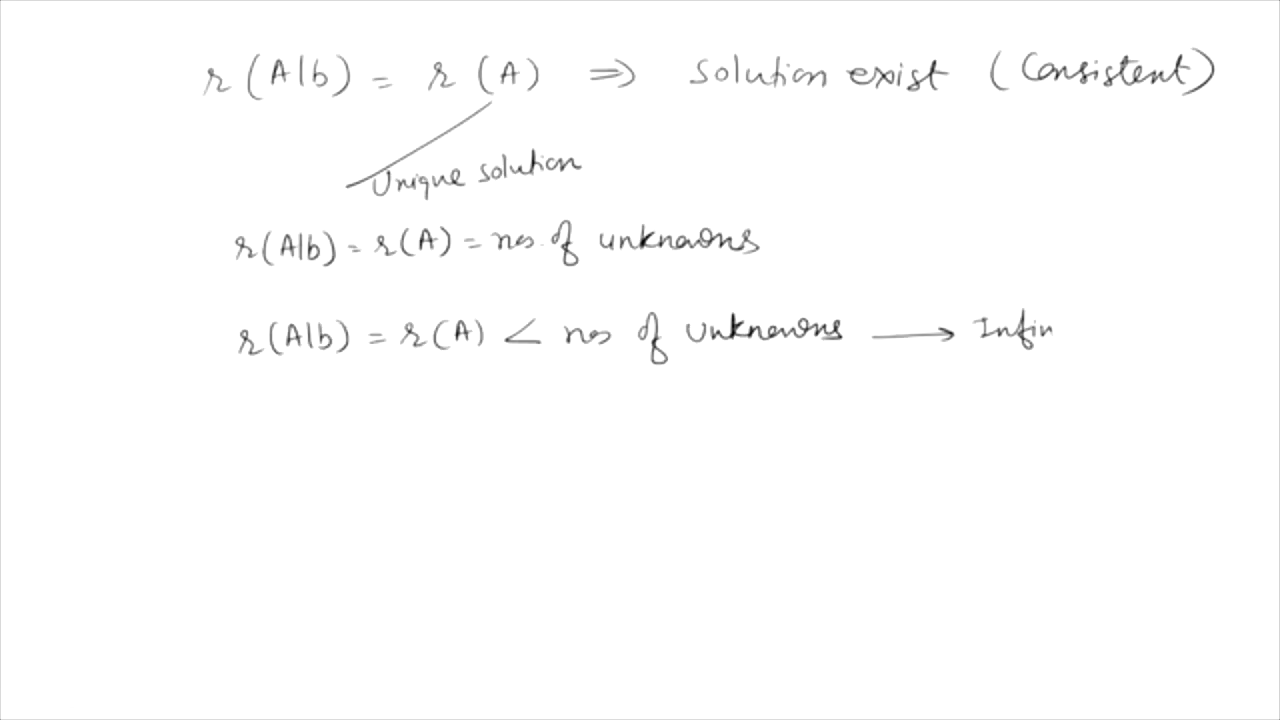 r (A|b) = r (A) ⇒ solution exist (Consistent)
Unique solution
r(A|b) = r(A) = nos. of unknowns
r(A|b) = r(A) < nos of unknowns → Infin